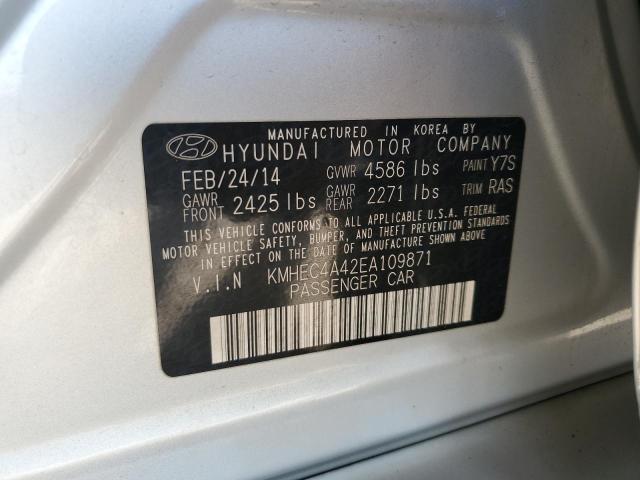 MANUFACTURED IN KOREA BY
HYUNDAI MOTOR COMPANY
FEB/24/14 GVWR 4586 lbs PAINT Y7S
GAWR FRONT 2425 lbs GAWR REAR 2271 lbs TRIM RAS
THIS VEHICLE CONFORMS TO ALL APPLICABLE U.S.A. FEDERAL
MOTOR VEHICLE SAFETY, BUMPER, AND THEFT PREVENTION STANDARDS
IN EFFECT ON THE DATE OF MANUFACTURE SHOWN ABOVE.
V.I.N KMHEC4A42EA109871
PASSENGER CAR